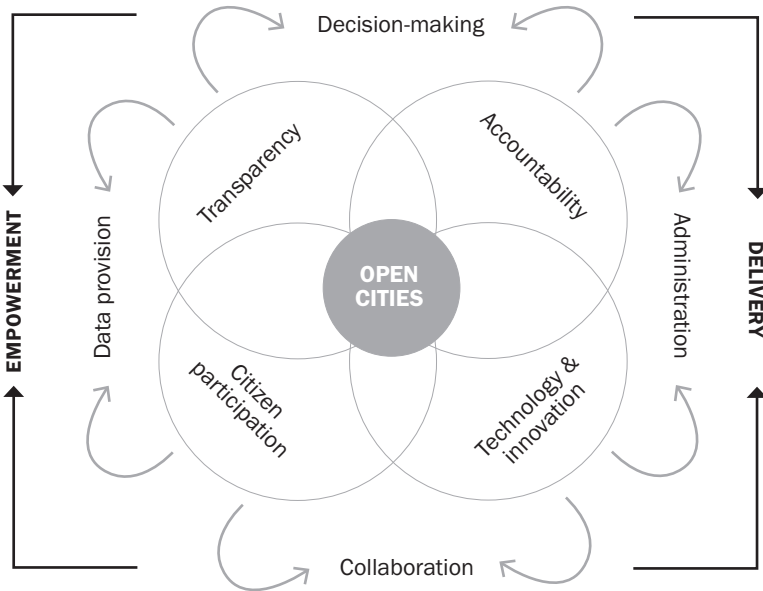 Decision-making
Transparency
Accountability
EMPOWERMENT
Data provision
OPEN
CITIES
Administration
DELIVERY
Citizen
participation
Technology &
innovation
Collaboration